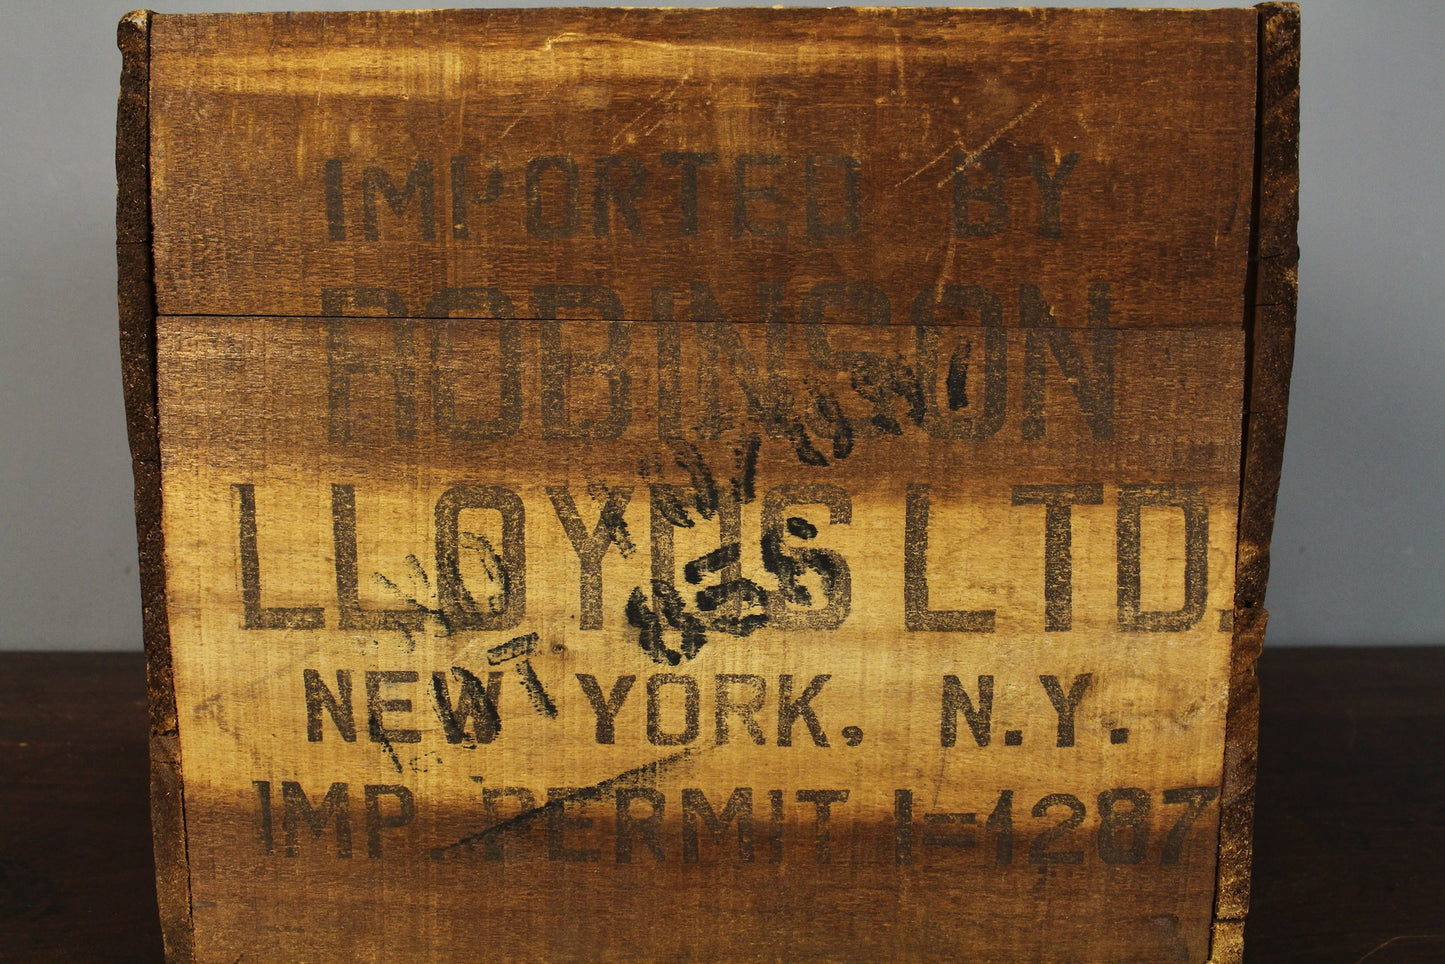 IMPORTED BY
ROBINSON
LLOYDS LTD.
NEW YORK, N.Y.
IMP. PERMIT I=1287